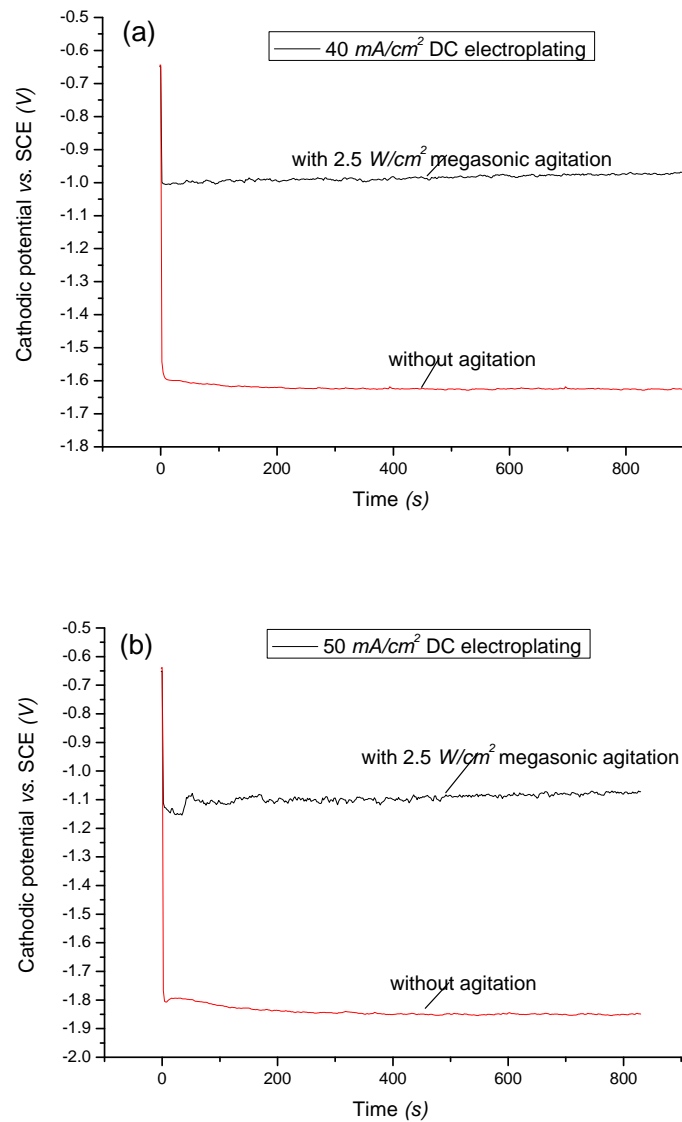 (a)
40 mA/cm² DC electroplating
with 2.5 W/cm² megasonic agitation
without agitation
Cathodic potential vs. SCE (V)
-0.5
-0.6
-0.7
-0.8
-0.9
-1.0
-1.1
-1.2
-1.3
-1.4
-1.5
-1.6
-1.7
-1.8
0 200 400 600 800
Time (s)
(b)
50 mA/cm² DC electroplating
with 2.5 W/cm² megasonic agitation
without agitation
Cathodic potential vs. SCE (V)
-0.5
-0.6
-0.7
-0.8
-0.9
-1.0
-1.1
-1.2
-1.3
-1.4
-1.5
-1.6
-1.7
-1.8
-1.9
-2.0
0 200 400 600 800
Time (s)